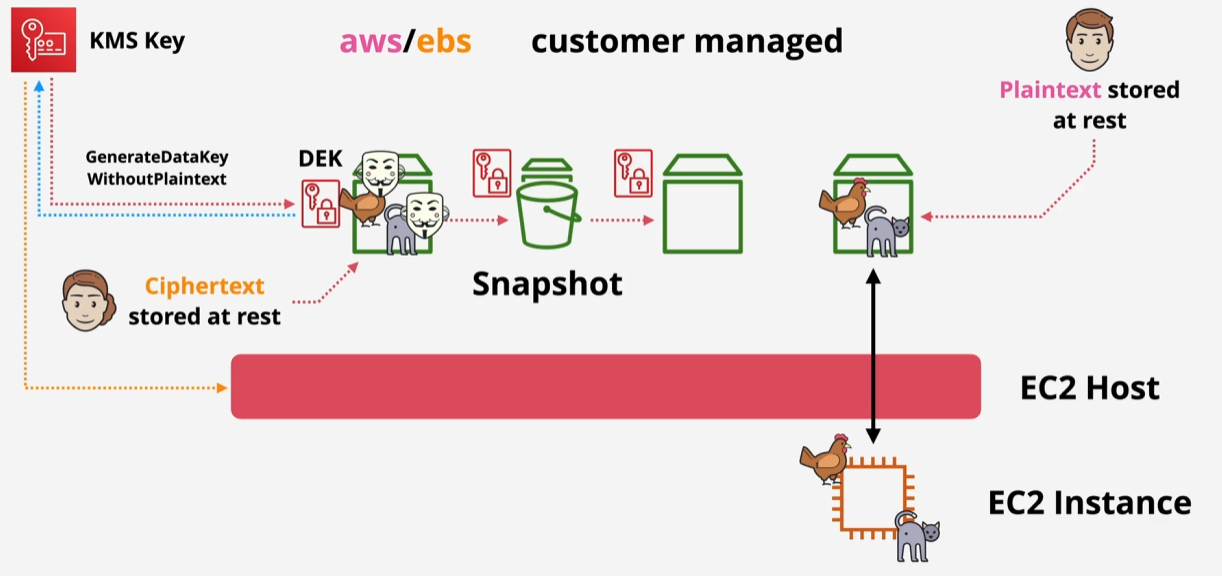 KMS Key
aws/ebs
customer managed
Plaintext stored
at rest
GenerateDataKey
WithoutPlaintext
DEK
Snapshot
Ciphertext
stored at rest
EC2 Host
EC2 Instance